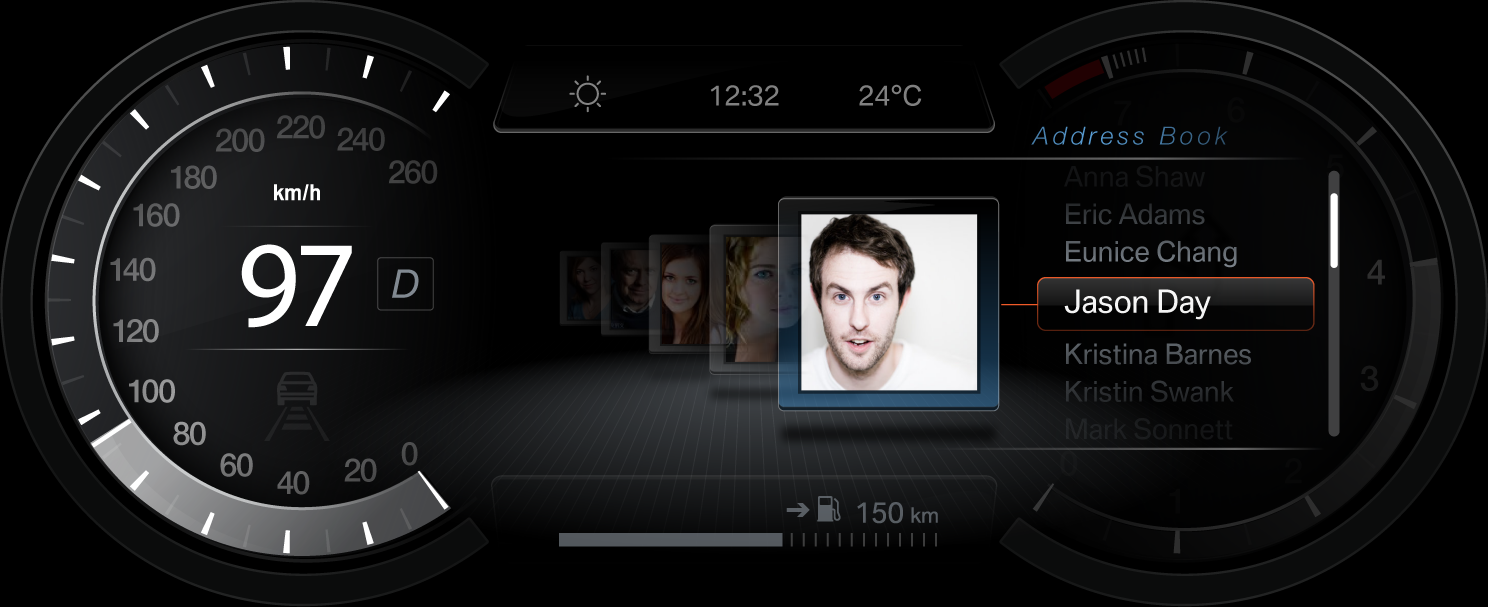 12:32 24°C
Address Book
200 220 240
180 260
160
140
120
100
80
60
40
20
0
km/h
97 D
Anna Shaw
Eric Adams
Eunice Chang
Jason Day
Kristina Barnes
Kristin Swank
Mark Sonnett
7 6
5
4
3
2
1
0
150 km